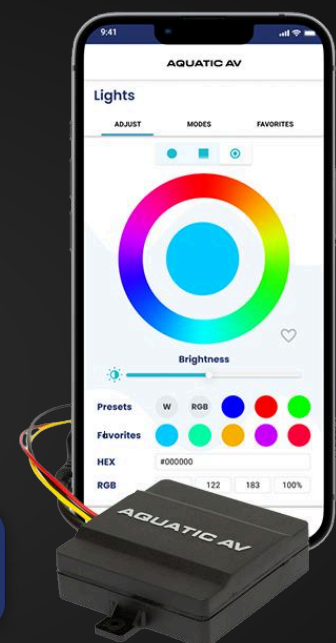 9:41
AQUATIC AV
Lights
ADJUST MODES FAVORITES
Brightness
Presets W RGB
Favorites
HEX #000000
RGB 122 183 100%
AQUATIC AV